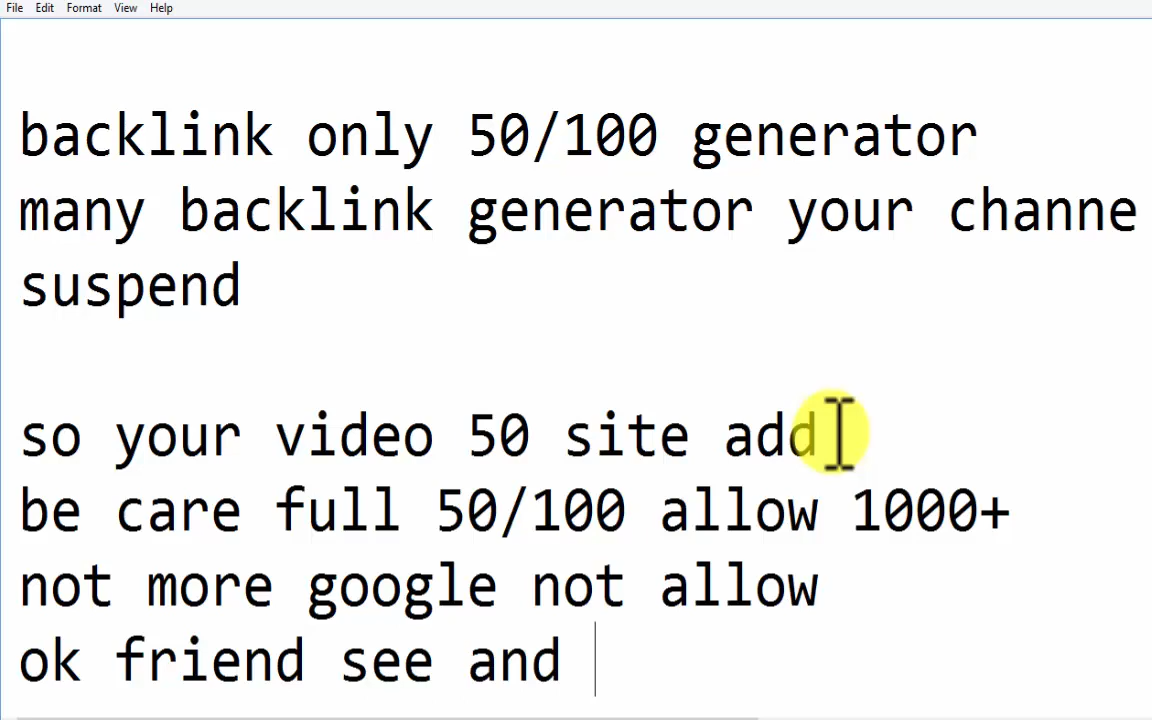 File Edit Format View Help
backlink only 50/100 generator
many backlink generator your channe
suspend
so your video 50 site add
be care full 50/100 allow 1000+
not more google not allow
ok friend see and